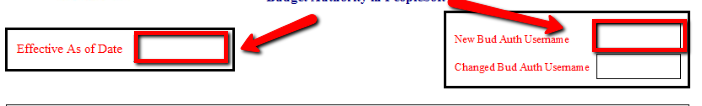 Budget Authority in PeopleSoft
New Bud Auth Username
Effective As of Date
Changed Bud Auth Username